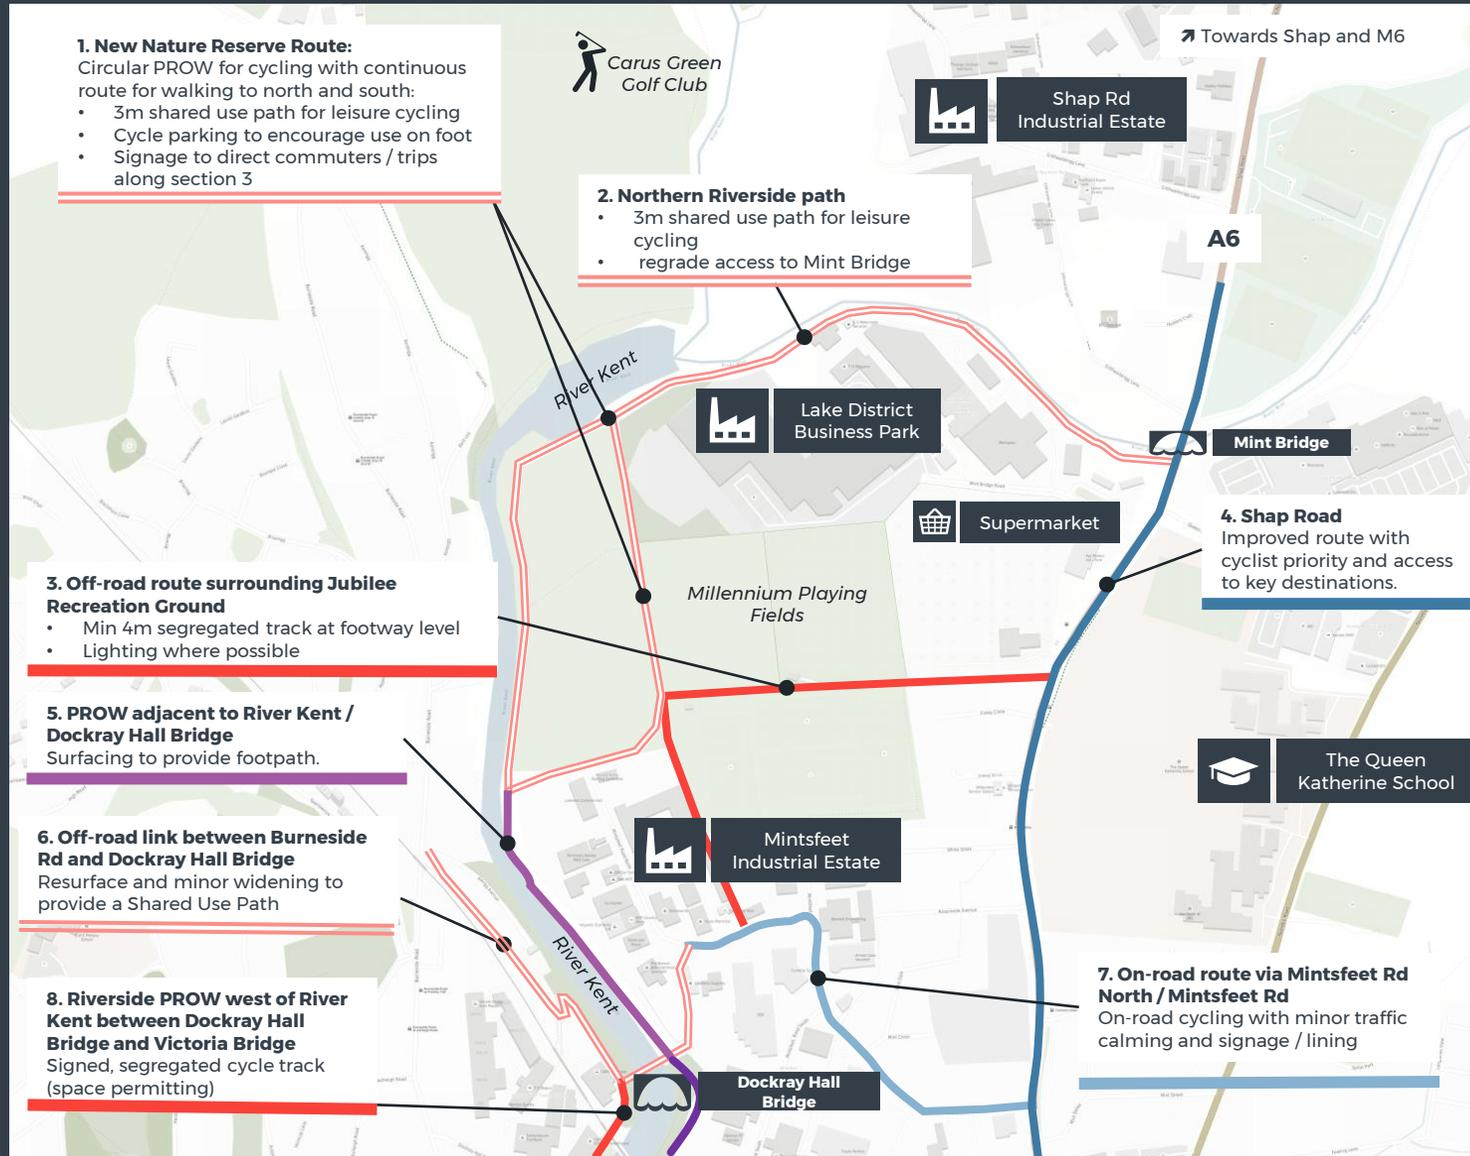 1. New Nature Reserve Route:
Circular PROW for cycling with continuous
route for walking to north and south:
• 3m shared use path for leisure cycling
• Cycle parking to encourage use on foot
• Signage to direct commuters / trips
along section 3
Carus Green
Golf Club
Towards Shap and M6
Shap Rd
Industrial Estate
2. Northern Riverside path
• 3m shared use path for leisure
cycling
• regrade access to Mint Bridge
A6
River Kent
Lake District
Business Park
Mint Bridge
Supermarket
4. Shap Road
Improved route with
cyclist priority and access
to key destinations.
3. Off-road route surrounding Jubilee
Recreation Ground
• Min 4m segregated track at footway level
• Lighting where possible
Millennium Playing
Fields
5. PROW adjacent to River Kent /
Dockray Hall Bridge
Surfacing to provide footpath.
The Queen
Katherine School
6. Off-road link between Burneside
Rd and Dockray Hall Bridge
Resurface and minor widening to
provide a Shared Use Path
Mintsfeet
Industrial Estate
River Kent
7. On-road route via Mintsfeet Rd
North / Mintsfeet Rd
On-road cycling with minor traffic
calming and signage / lining
8. Riverside PROW west of River
Kent between Dockray Hall
Bridge and Victoria Bridge
Signed, segregated cycle track
(space permitting)
Dockray Hall
Bridge